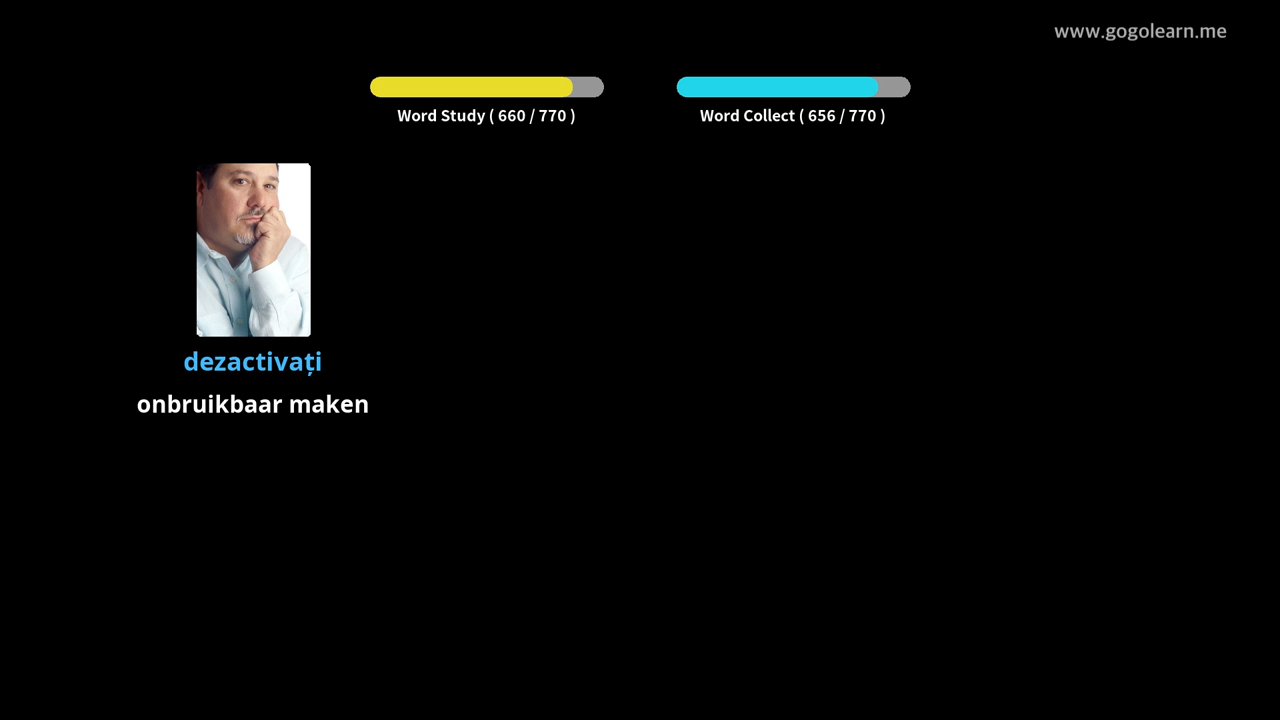 www.gogolearn.me
Word Study ( 660 / 770 )
Word Collect ( 656 / 770 )
dezactivați
onbruikbaar maken